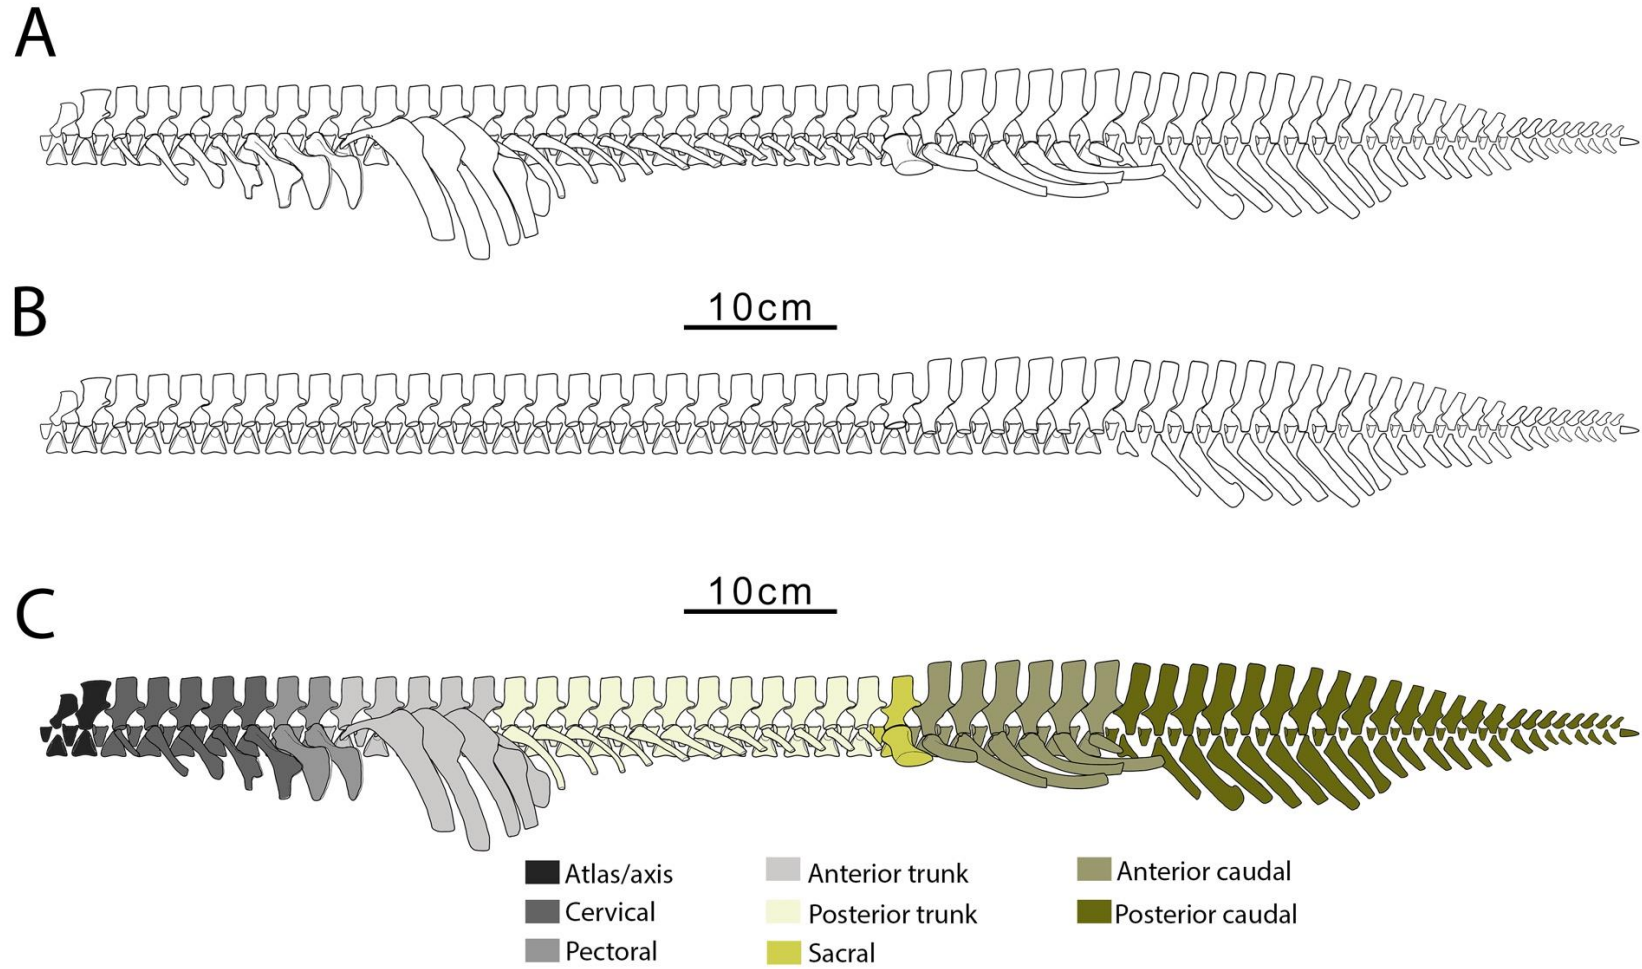 A
B
10cm
10cm
C
Atlas/axis
Cervical
Pectoral
Anterior trunk
Posterior trunk
Sacral
Anterior caudal
Posterior caudal